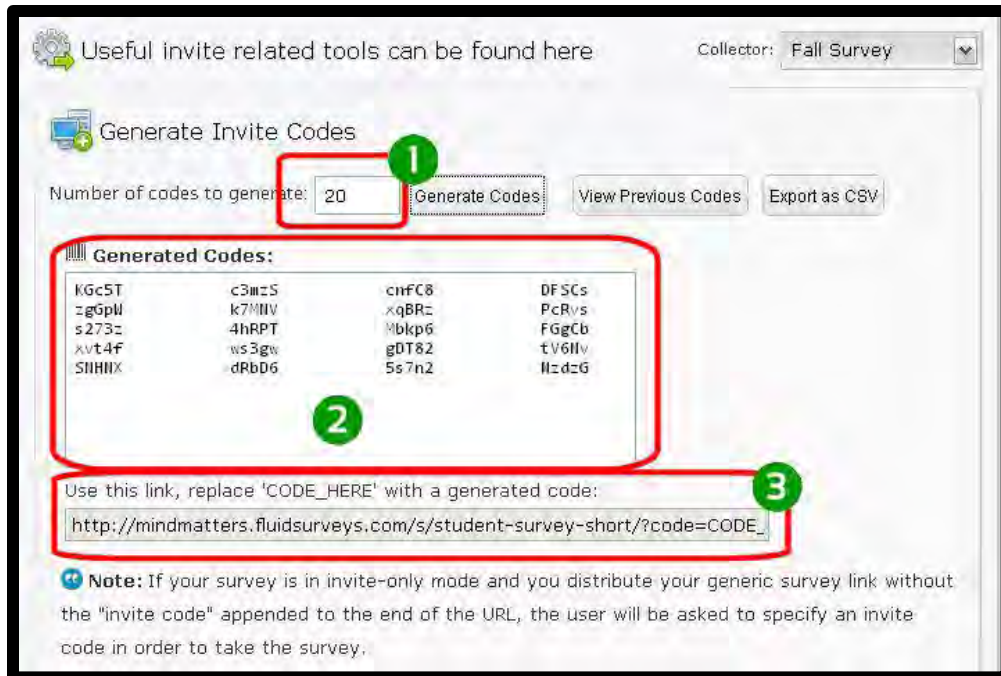 Useful invite related tools can be found here Collector: Fall Survey
Generate Invite Codes
1
Number of codes to generate: 20 Generate Codes View Previous Codes Export as CSV
Generated Codes:
KGc5T c3mzS cnfC8 DFSCs
zgGpW k7MNV xqBRz PcRvs
s273z 4hRPT Mbkp6 FGgCb
xvt4f ws3gw gDT82 tV6Nv
SNHNX dRbD6 5s7n2 NzdzG
2
3
Use this link, replace 'CODE_HERE' with a generated code:
http://mindmatters.fluidsurveys.com/s/student-survey-short/?code=CODE_
Note: If your survey is in invite-only mode and you distribute your generic survey link without
the "invite code" appended to the end of the URL, the user will be asked to specify an invite
code in order to take the survey.